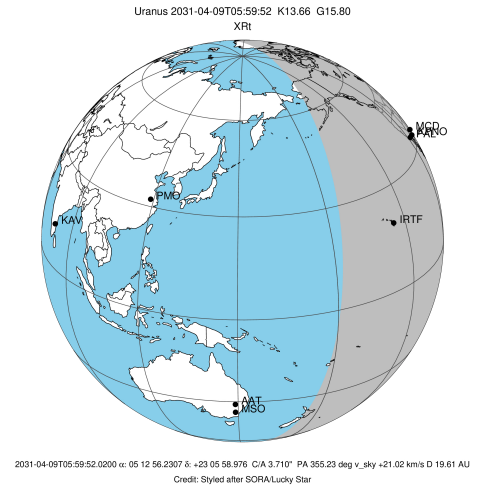 Uranus 2031-04-09T05:59:52 K13.66 G15.80
XRt
MCD
PAL
PMO
KAV
IRTF
AAT
MSO
2031-04-09T05:59:52.0200 α: 05 12 56.2307 δ: +23 05 58.976 C/A 3.710" PA 355.23 deg v_sky +21.02 km/s D 19.61 AU
Credit: Styled after SORA/Lucky Star